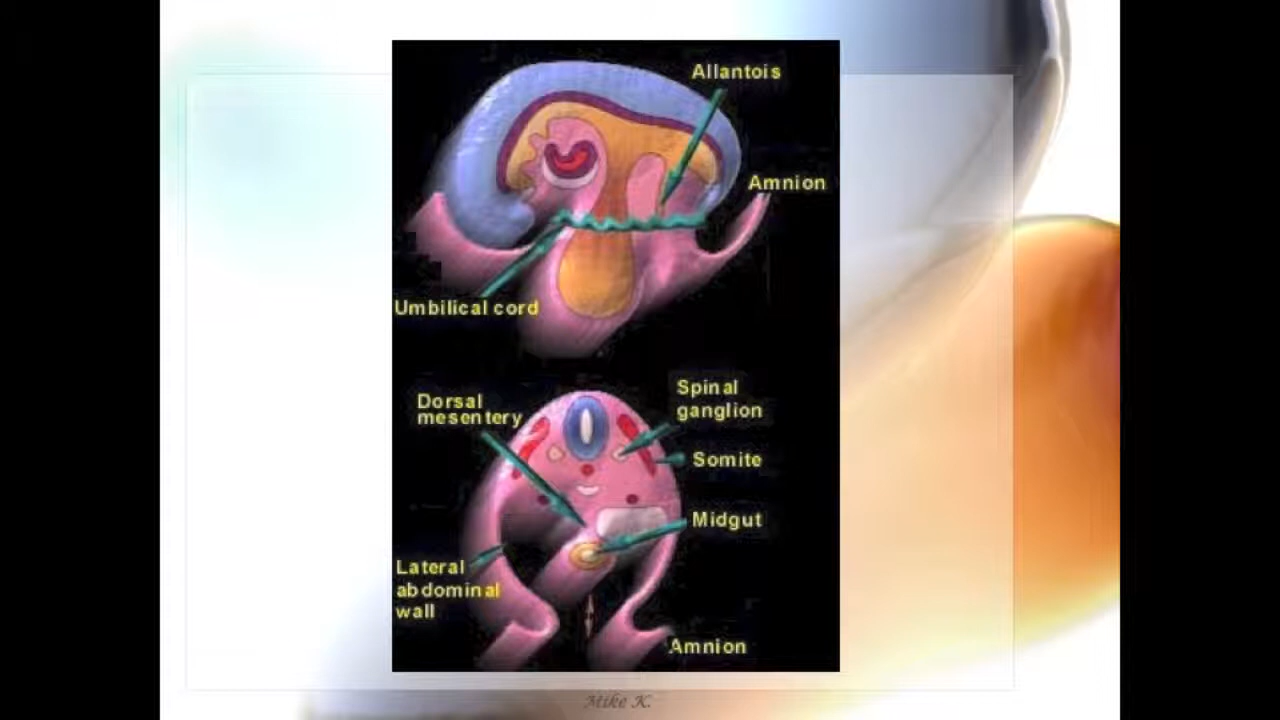 Allantois
Amnion
Umbilical cord
Dorsal
mesentery
Spinal
ganglion
Somite
Midgut
Lateral
abdominal
wall
Amnion
Mike K.